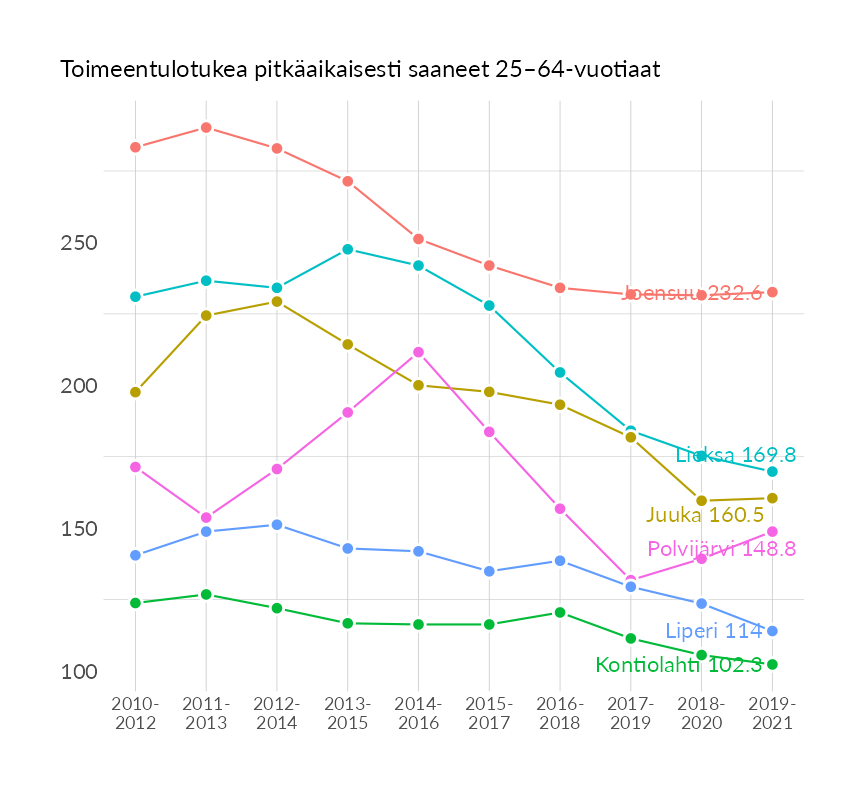 Toimeentulotukea pitkäaikaisesti saaneet 25–64-vuotiaat
250
200
150
100
Joensuu 232.6
Lieksa 169.8
Juuka 160.5
Polvijärvi 148.8
Liperi 114
Kontiolahti 102.3
2010- 2011- 2012- 2013- 2014- 2015- 2016- 2017- 2018- 2019-
2012 2013 2014 2015 2016 2017 2018 2019 2020 2021